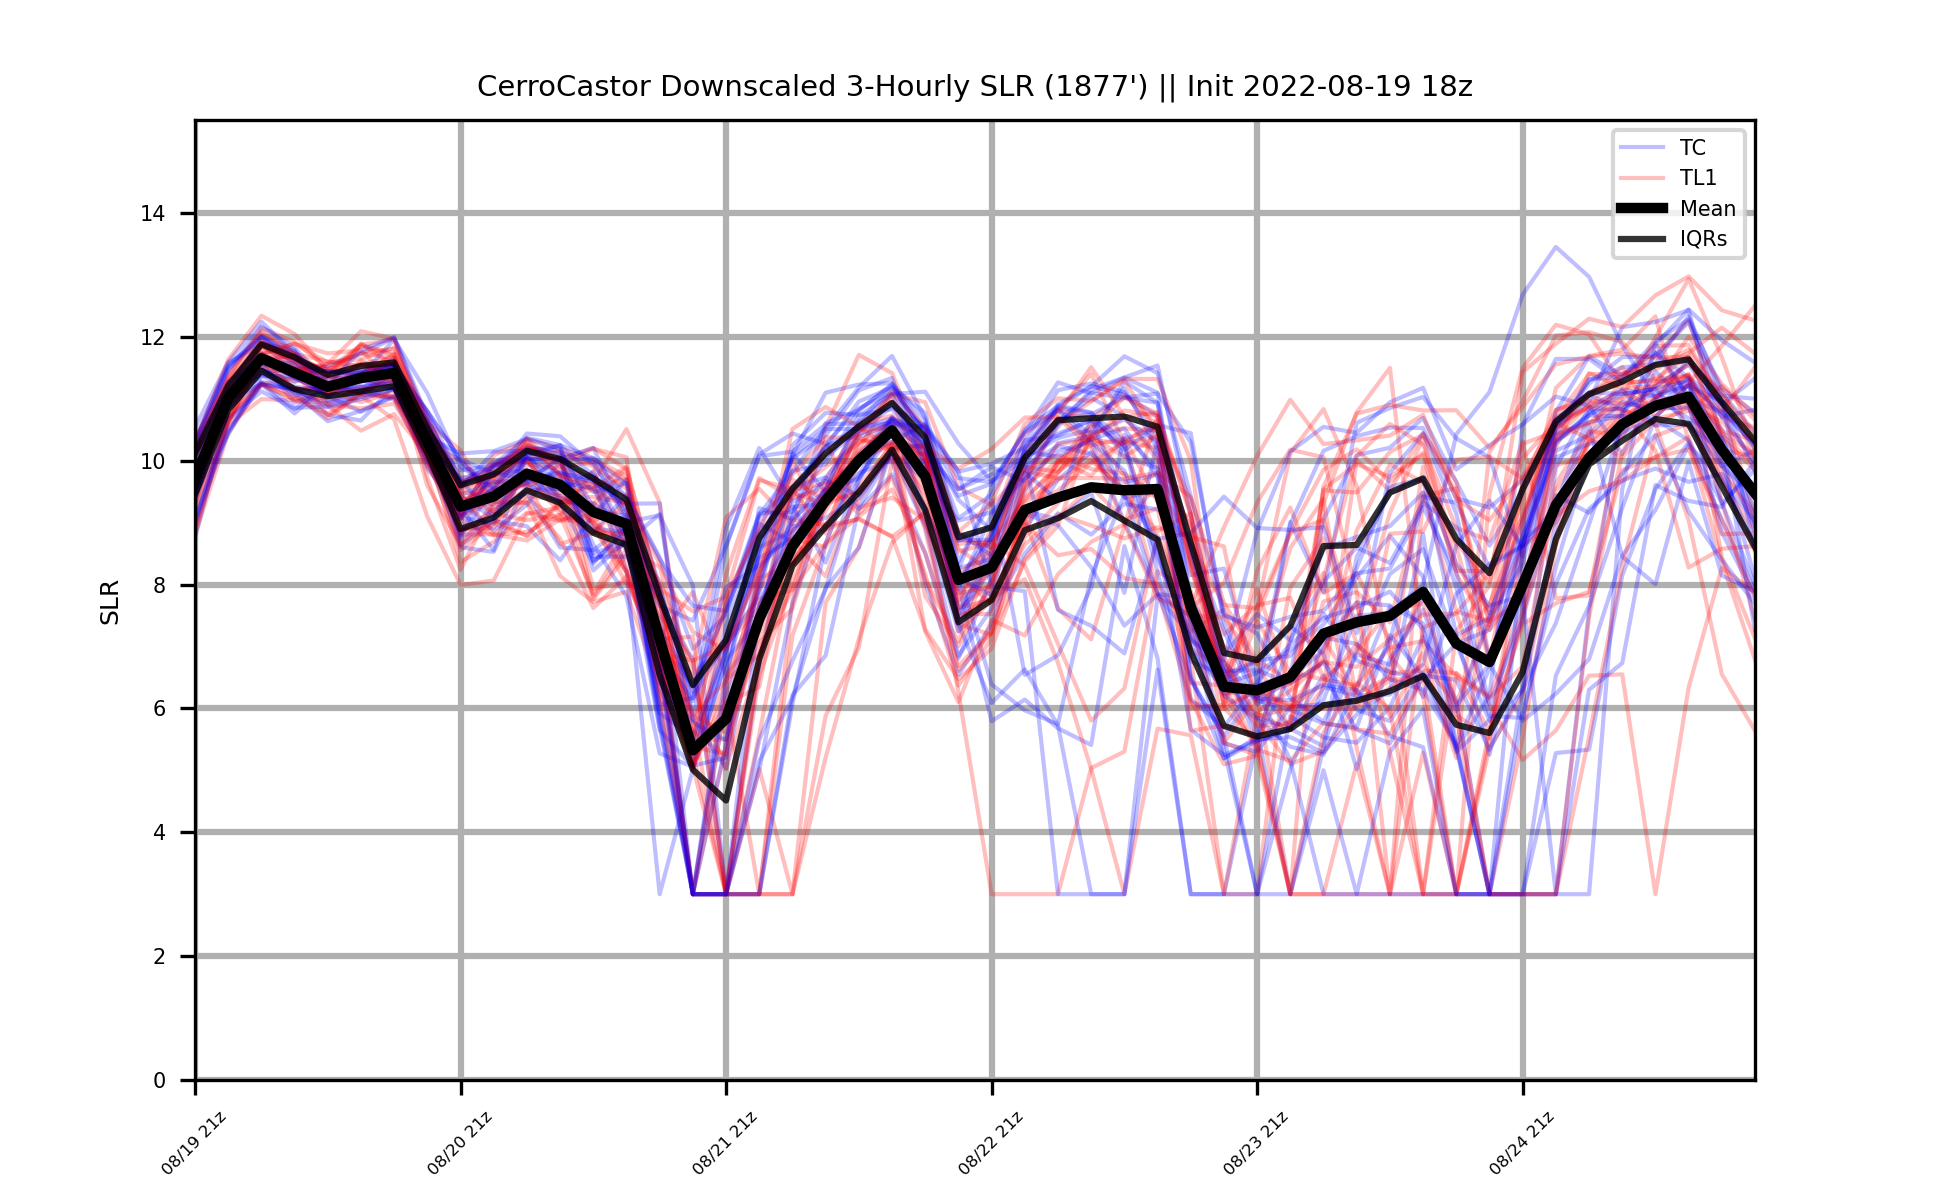 CerroCastor Downscaled 3-Hourly SLR (1877') || Init 2022-08-19 18z
TC
TL1
Mean
IQRs
SLR
14
12
10
8
6
4
2
0
08/19 21z
08/20 21z
08/21 21z
08/22 21z
08/23 21z
08/24 21z